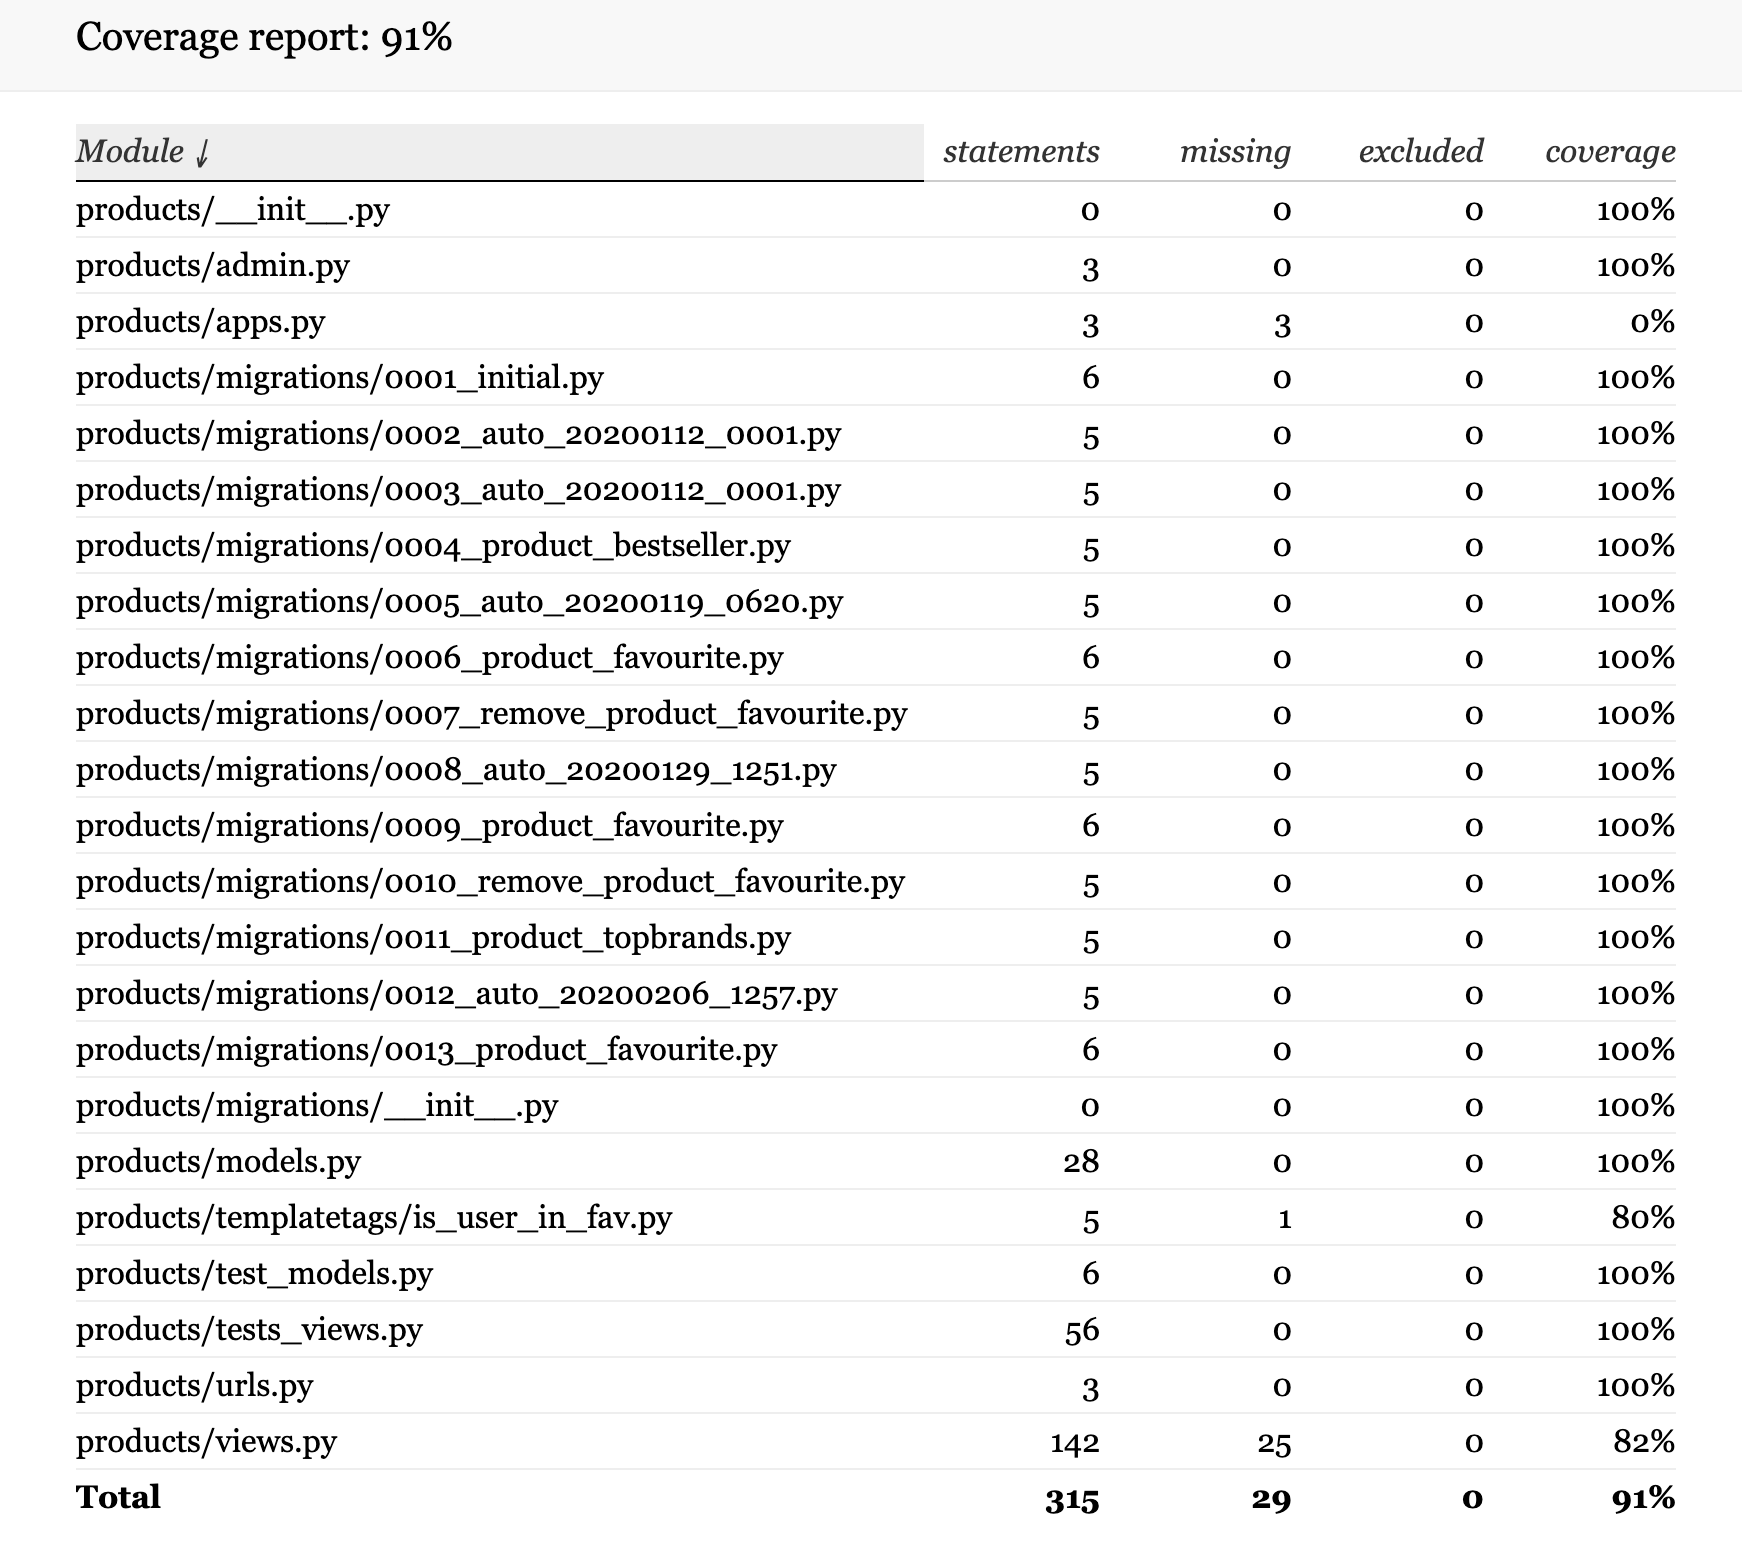 Coverage report: 91%
Module ↓ statements missing excluded coverage
products/__init__.py 0 0 0 100%
products/admin.py 3 0 0 100%
products/apps.py 3 3 0 0%
products/migrations/0001_initial.py 6 0 0 100%
products/migrations/0002_auto_20200112_0001.py 5 0 0 100%
products/migrations/0003_auto_20200112_0001.py 5 0 0 100%
products/migrations/0004_product_bestseller.py 5 0 0 100%
products/migrations/0005_auto_20200119_0620.py 5 0 0 100%
products/migrations/0006_product_favourite.py 6 0 0 100%
products/migrations/0007_remove_product_favourite.py 5 0 0 100%
products/migrations/0008_auto_20200129_1251.py 5 0 0 100%
products/migrations/0009_product_favourite.py 6 0 0 100%
products/migrations/0010_remove_product_favourite.py 5 0 0 100%
products/migrations/0011_product_topbrands.py 5 0 0 100%
products/migrations/0012_auto_20200206_1257.py 5 0 0 100%
products/migrations/0013_product_favourite.py 6 0 0 100%
products/migrations/__init__.py 0 0 0 100%
products/models.py 28 0 0 100%
products/templatetags/is_user_in_fav.py 5 1 0 80%
products/test_models.py 6 0 0 100%
products/tests_views.py 56 0 0 100%
products/urls.py 3 0 0 100%
products/views.py 142 25 0 82%
Total 315 29 0 91%